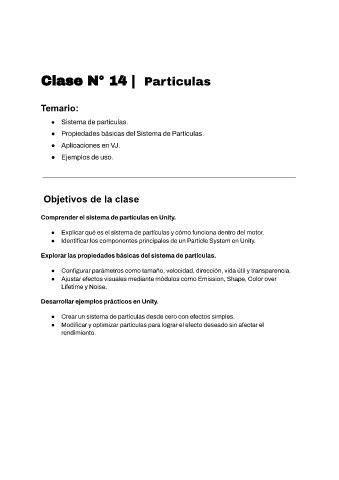 Clase N° 14 | Particulas
Temario:
● Sistema de partículas.
● Propiedades básicas del Sistema de Partículas.
● Aplicaciones en VJ.
● Ejemplos de uso.
Objetivos de la clase
Comprender el sistema de partículas en Unity.
● Explicar qué es el sistema de partículas y cómo funciona dentro del motor.
● Identificar los componentes principales de un Particle System en Unity.
Explorar las propiedades básicas del sistema de partículas.
● Configurar parámetros como tamaño, velocidad, dirección, vida útil y transparencia.
● Ajustar efectos visuales mediante módulos como Emission, Shape, Color over
Lifetime y Noise.
Desarrollar ejemplos prácticos en Unity.
● Crear un sistema de partículas desde cero con efectos simples.
● Modificar y optimizar partículas para lograr el efecto deseado sin afectar el
rendimiento.